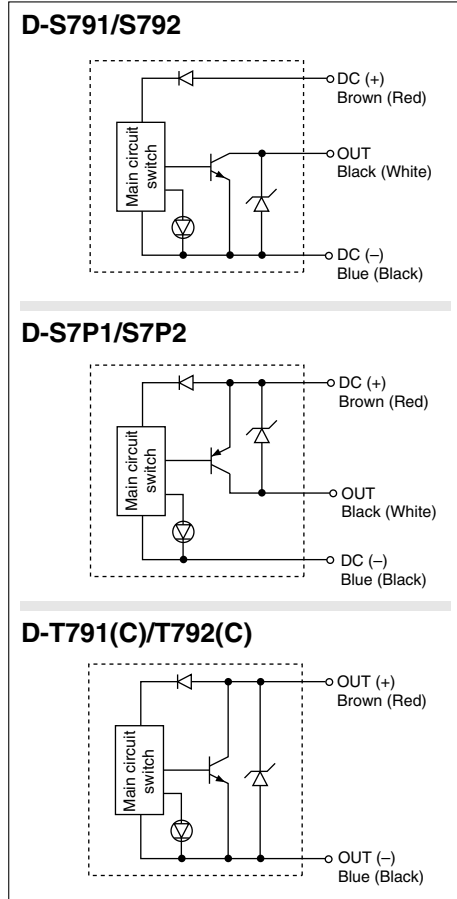 D-S791/S792
DC (+)
Brown (Red)
Main circuit
switch
OUT
Black (White)
DC (–)
Blue (Black)
D-S7P1/S7P2
DC (+)
Brown (Red)
Main circuit
switch
OUT
Black (White)
DC (–)
Blue (Black)
D-T791(C)/T792(C)
OUT (+)
Brown (Red)
Main circuit
switch
OUT (–)
Blue (Black)